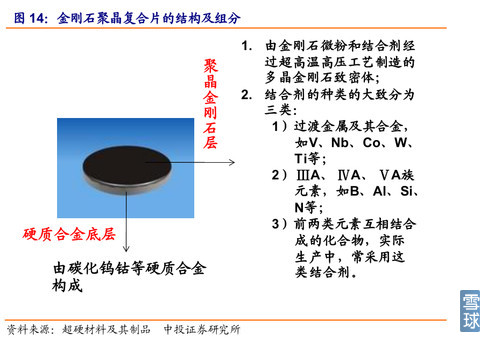 图 14：金刚石聚晶复合片的结构及组分
聚晶金刚石层
硬质合金底层
由碳化钨钴等硬质合金
构成
1. 由金刚石微粉和结合剂经
过超高温高压工艺制造的
多晶金刚石致密体；
2. 结合剂的种类的大致分为
三类：
1）过渡金属及其合金，
如V、Nb、Co、W、
Ti等；
2）ⅢA、ⅣA、ⅤA族
元素，如B、Al、Si、
N等；
3）前两类元素互相结合
成的化合物，实际
生产中，常采用这
类结合剂。
资料来源：超硬材料及其制品 中投证券研究所
雪球